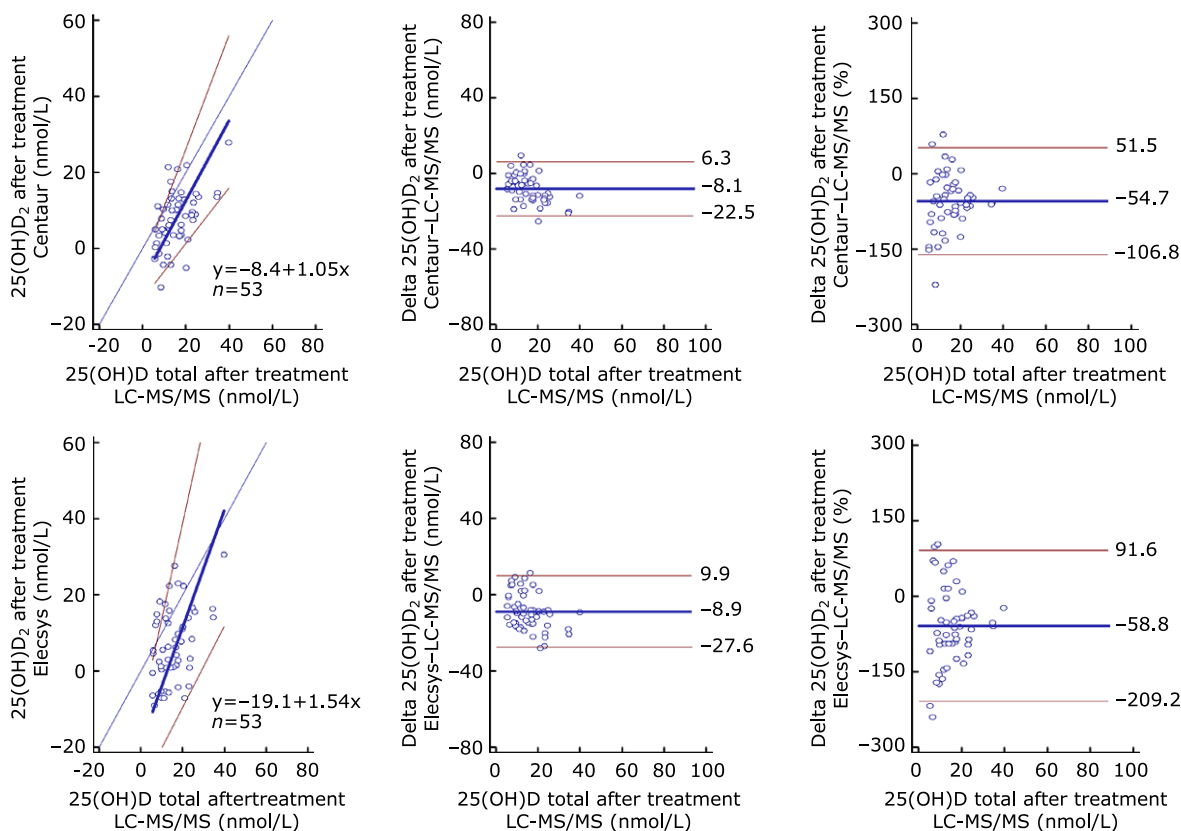 25(OH)D2 after treatment
Centaur (nmol/L)
60
40
20
0
−20
y=−8.4+1.05x
n=53
−20 0 20 40 60 80
25(OH)D total after treatment
LC-MS/MS (nmol/L)
Delta 25(OH)D2 after treatment
Centaur–LC-MS/MS (nmol/L)
80
40
0
−40
−80
6.3
−8.1
−22.5
0 20 40 60 80 100
25(OH)D total after treatment
LC-MS/MS (nmol/L)
Delta 25(OH)D2 after treatment
Centaur–LC-MS/MS (%)
300
150
0
−150
−300
51.5
−54.7
−106.8
0 20 40 60 80 100
25(OH)D total after treatment
LC-MS/MS (nmol/L)
25(OH)D2 after treatment
Elecsys (nmol/L)
60
40
20
0
−20
y=−19.1+1.54x
n=53
−20 0 20 40 60 80
25(OH)D total aftertreatment
LC-MS/MS (nmol/L)
Delta 25(OH)D2 after treatment
Elecsys–LC-MS/MS (nmol/L)
80
40
0
−40
−80
9.9
−8.9
−27.6
0 20 40 60 80 100
25(OH)D total after treatment
LC-MS/MS (nmol/L)
Delta 25(OH)D2 after treatment
Elecsys–LC-MS/MS (%)
300
150
0
−150
−300
91.6
−58.8
−209.2
0 20 40 60 80 100
25(OH)D total after treatment
LC-MS/MS (nmol/L)